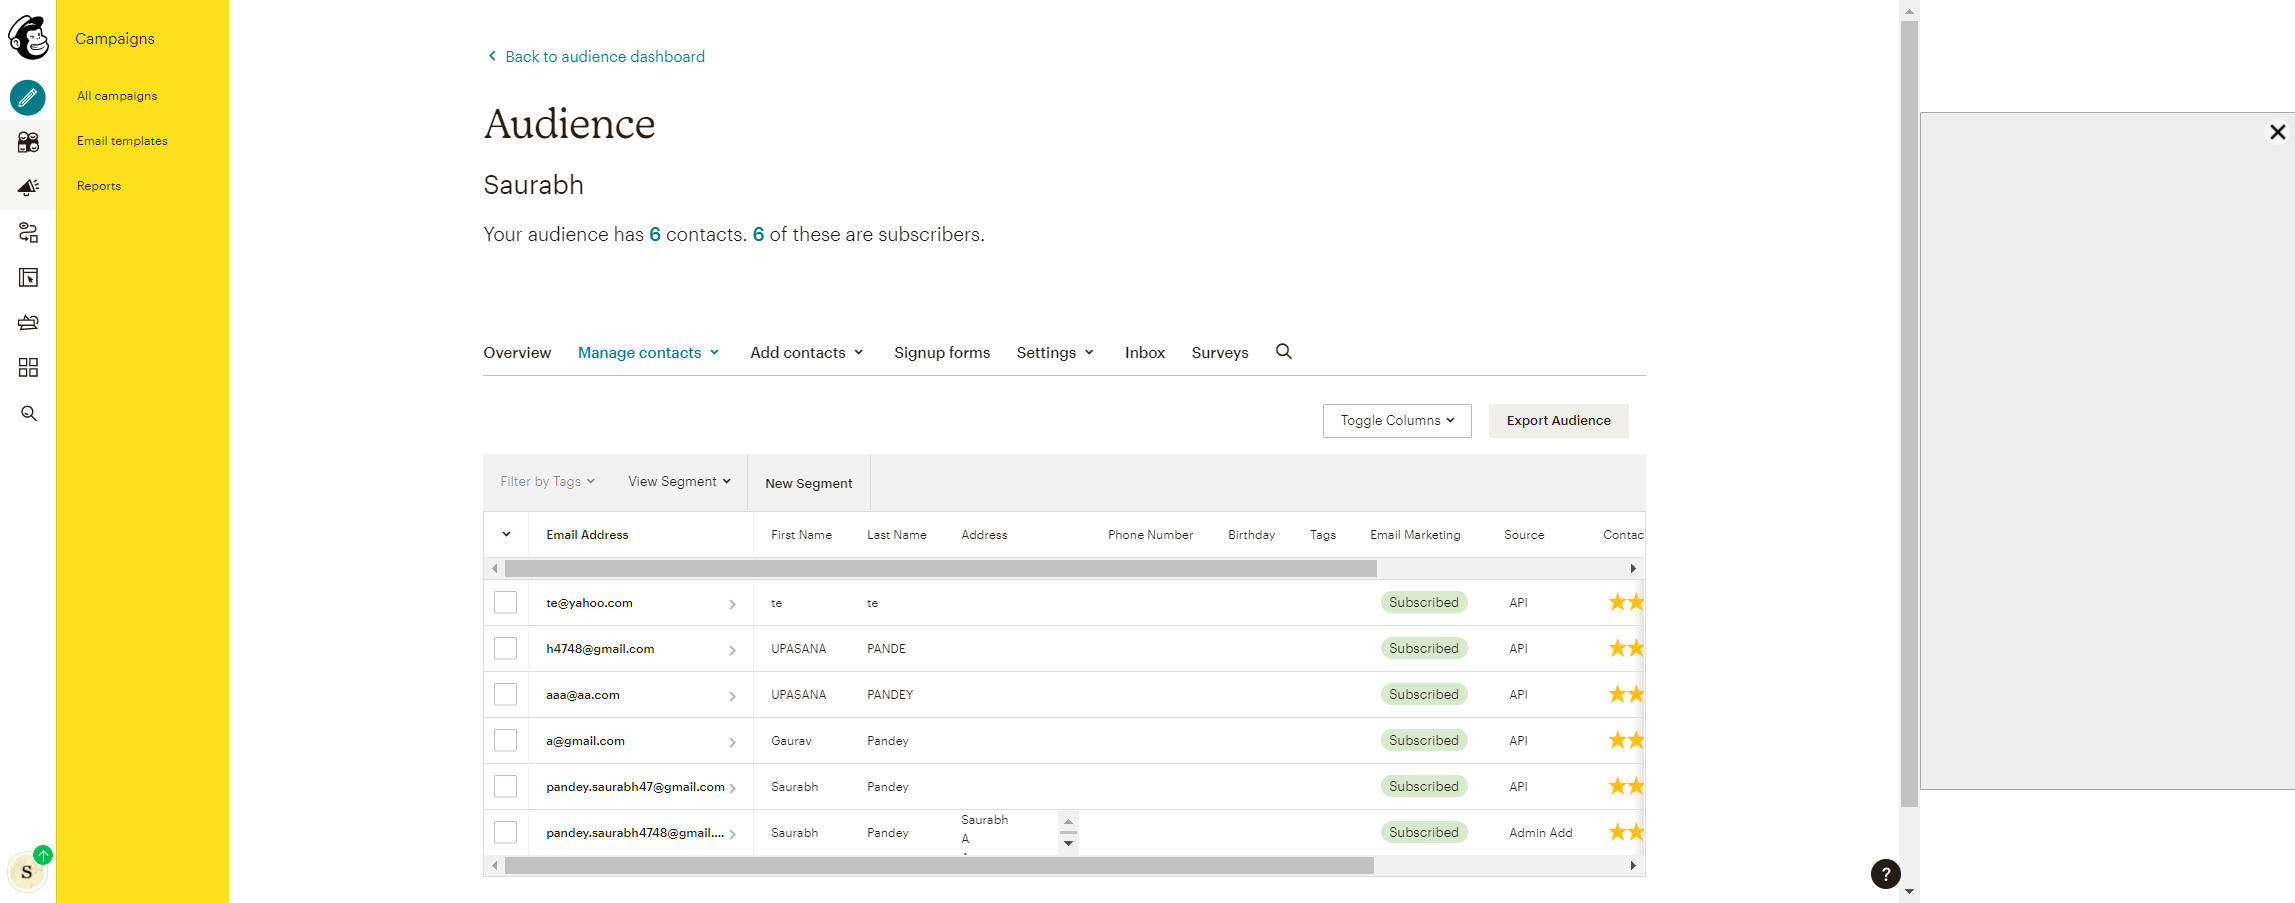 Campaigns
All campaigns
Email templates
Reports
S
Back to audience dashboard
Audience
Saurabh
Your audience has 6 contacts. 6 of these are subscribers.
Overview Manage contacts Add contacts Signup forms Settings Inbox Surveys
Toggle Columns Export Audience
Filter by Tags View Segment New Segment
Email Address First Name Last Name Address Phone Number Birthday Tags Email Marketing Source Contac
te@yahoo.com te te Subscribed API
h4748@gmail.com UPASANA PANDE Subscribed API
aaa@aa.com UPASANA PANDEY Subscribed API
a@gmail.com Gaurav Pandey Subscribed API
pandey.saurabh47@gmail.com Saurabh Pandey Subscribed API
pandey.saurabh4748@gmail.... Saurabh Pandey Saurabh Subscribed Admin Add
A
?